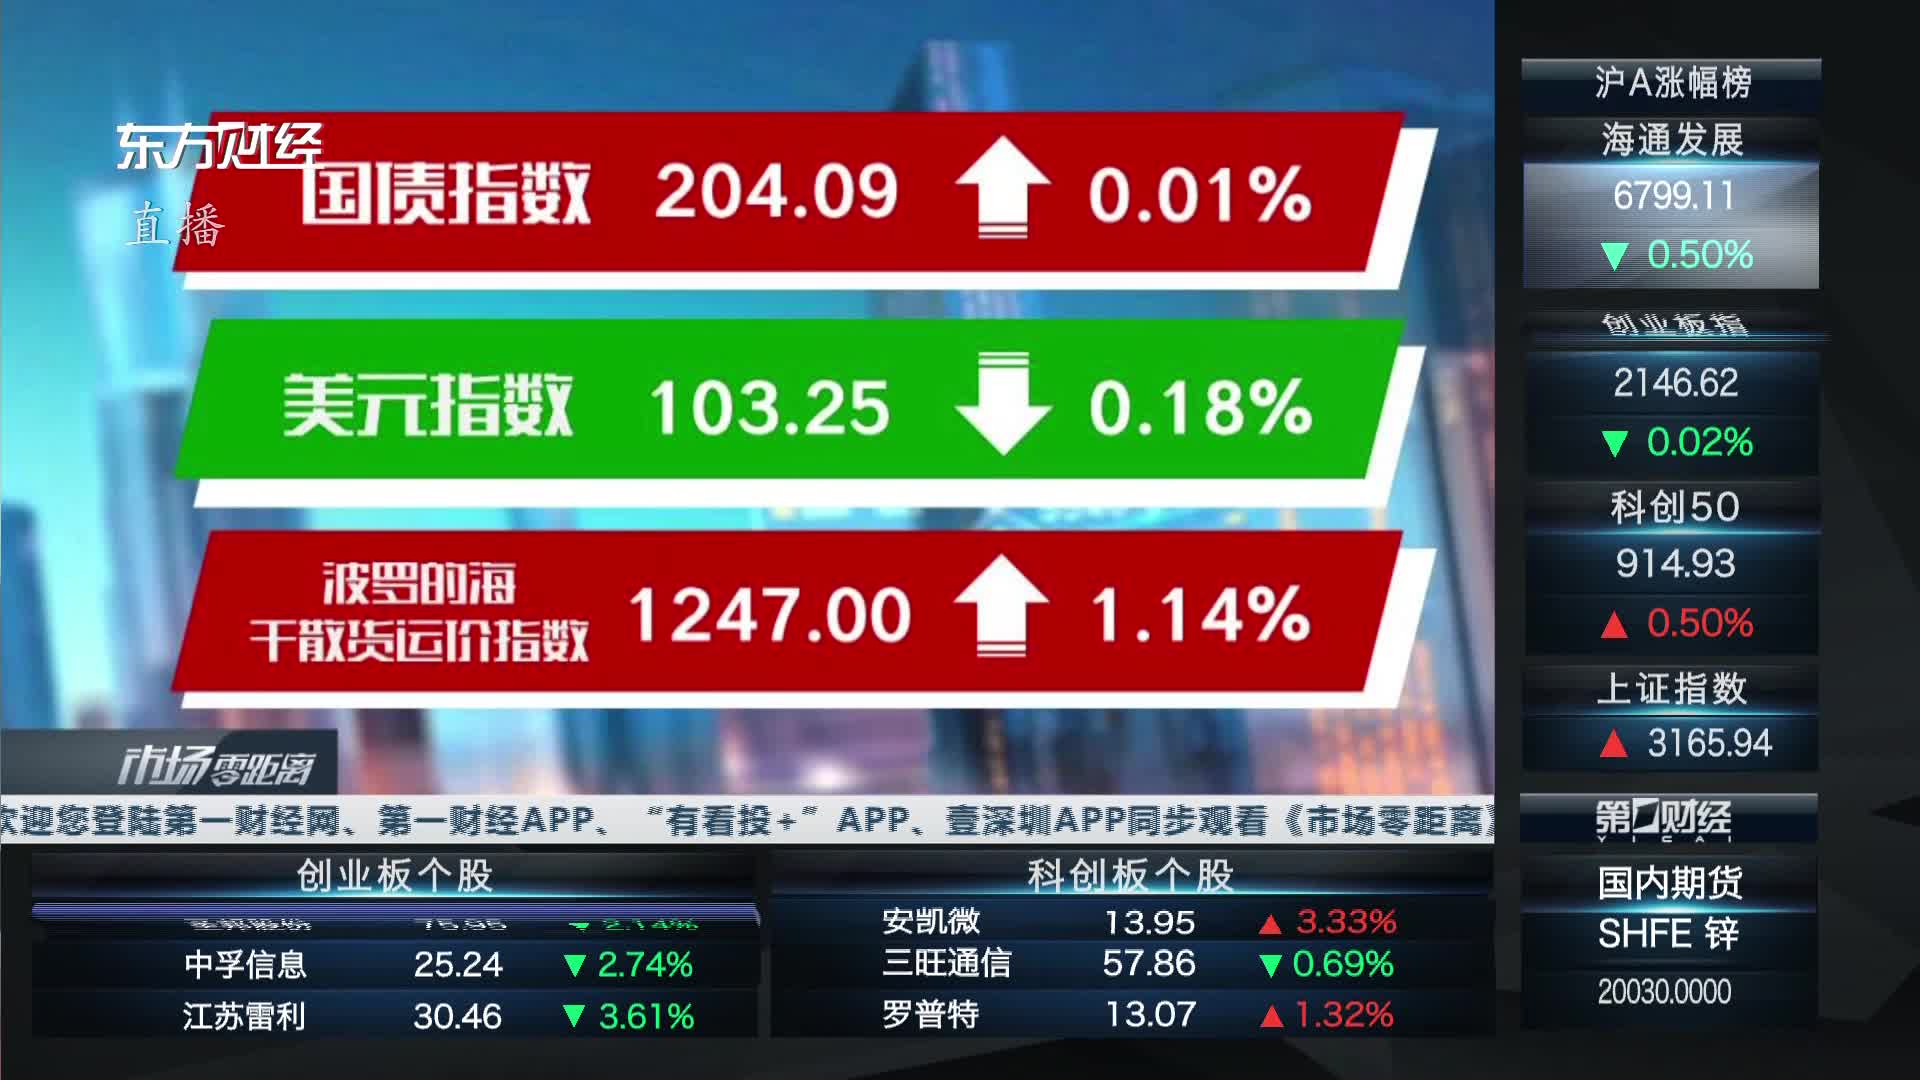 东方财经
直播
国债指数 204.09 0.01%
美元指数 103.25 0.18%
波罗的海
干散货运价指数 1247.00 1.14%
市场零距离
欢迎您登陆第一财经网、第一财经APP、“有看投+”APP、壹深圳APP同步观看《市场零距离》
创业板个股
75.95 ▼ 2.14%
中孚信息 25.24 ▼ 2.74%
江苏雷利 30.46 ▼ 3.61%
科创板个股
安凯微 13.95 ▲ 3.33%
三旺通信 57.86 ▼ 0.69%
罗普特 13.07 ▲ 1.32%
沪A涨幅榜
海通发展
6799.11
▼ 0.50%
创业板指
2146.62
▼ 0.02%
科创50
914.93
▲ 0.50%
上证指数
▲ 3165.94
第一财经
YICAI
国内期货
SHFE 锌
20030.0000